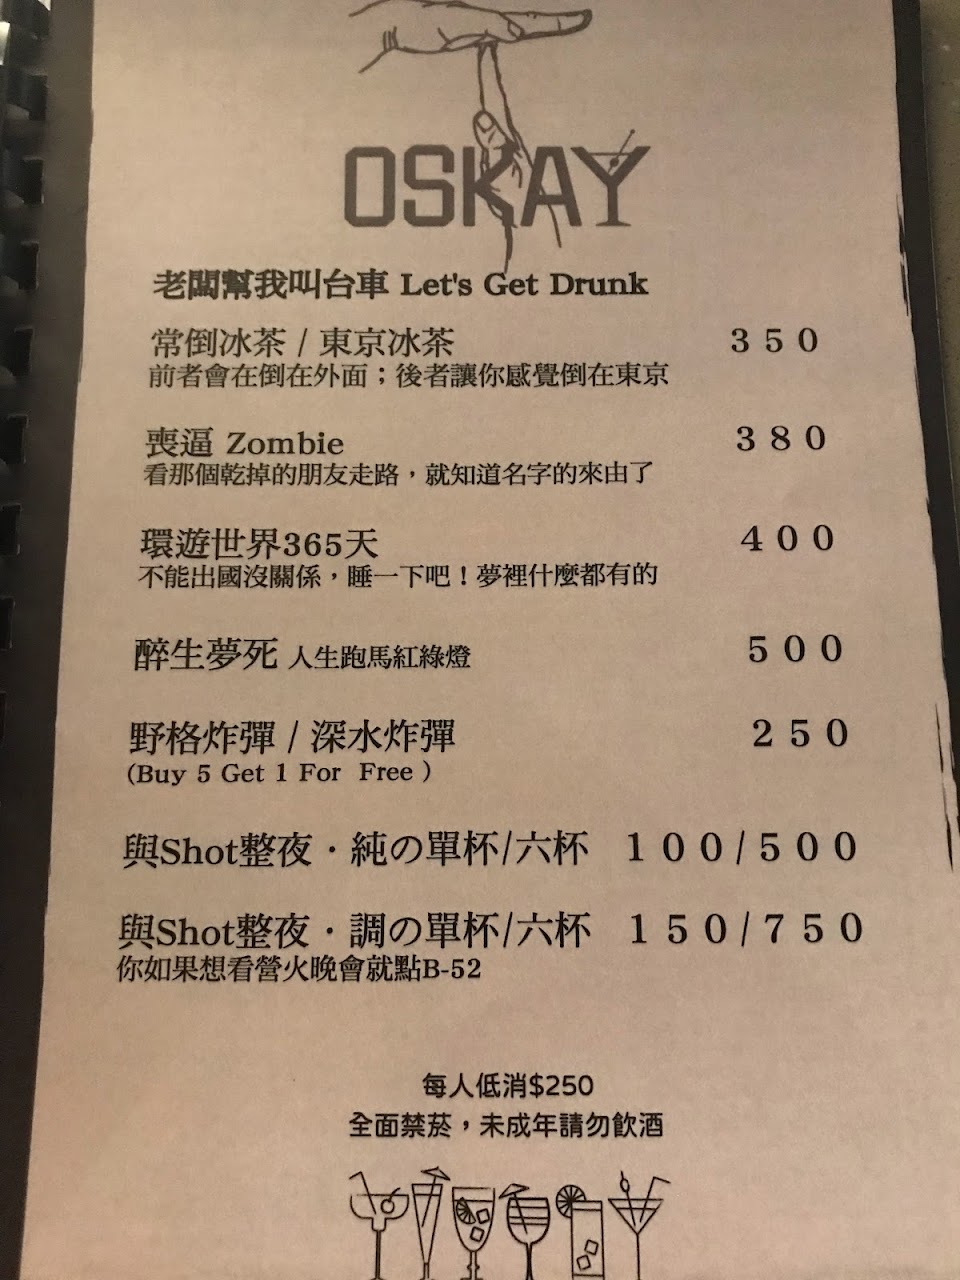 OSKAY
老闆幫我叫台車 Let's Get Drunk
常倒冰茶 / 東京冰茶 350
前者會在倒在外面；後者讓你感覺倒在東京
喪逼 Zombie 380
看那個乾掉的朋友走路，就知道名字的來由了
環遊世界365天 400
不能出國沒關係，睡一下吧！夢裡什麼都有的
醉生夢死 人生跑馬紅綠燈 500
野格炸彈 / 深水炸彈 250
(Buy 5 Get 1 For Free )
與Shot整夜・純の單杯/六杯 100/500
與Shot整夜・調の單杯/六杯 150/750
你如果想看營火晚會就點B-52
每人低消$250
全面禁菸，未成年請勿飲酒